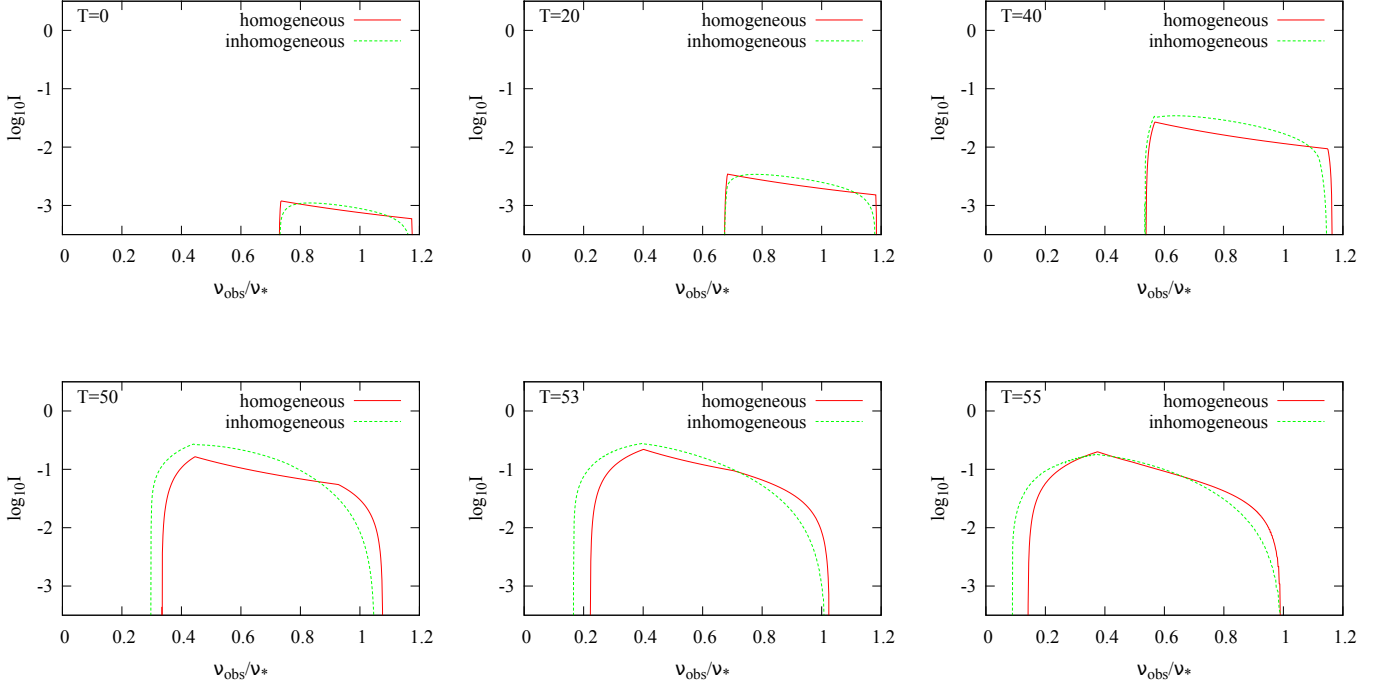 T=0
homogeneous
inhomogeneous
0
-1
-2
-3
log10I
0 0.2 0.4 0.6 0.8 1 1.2
νobs/ν*
T=20
homogeneous
inhomogeneous
0
-1
-2
-3
log10I
0 0.2 0.4 0.6 0.8 1 1.2
νobs/ν*
T=40
homogeneous
inhomogeneous
0
-1
-2
-3
log10I
0 0.2 0.4 0.6 0.8 1 1.2
νobs/ν*
T=50
homogeneous
inhomogeneous
0
-1
-2
-3
log10I
0 0.2 0.4 0.6 0.8 1 1.2
νobs/ν*
T=53
homogeneous
inhomogeneous
0
-1
-2
-3
log10I
0 0.2 0.4 0.6 0.8 1 1.2
νobs/ν*
T=55
homogeneous
inhomogeneous
0
-1
-2
-3
log10I
0 0.2 0.4 0.6 0.8 1 1.2
νobs/ν*